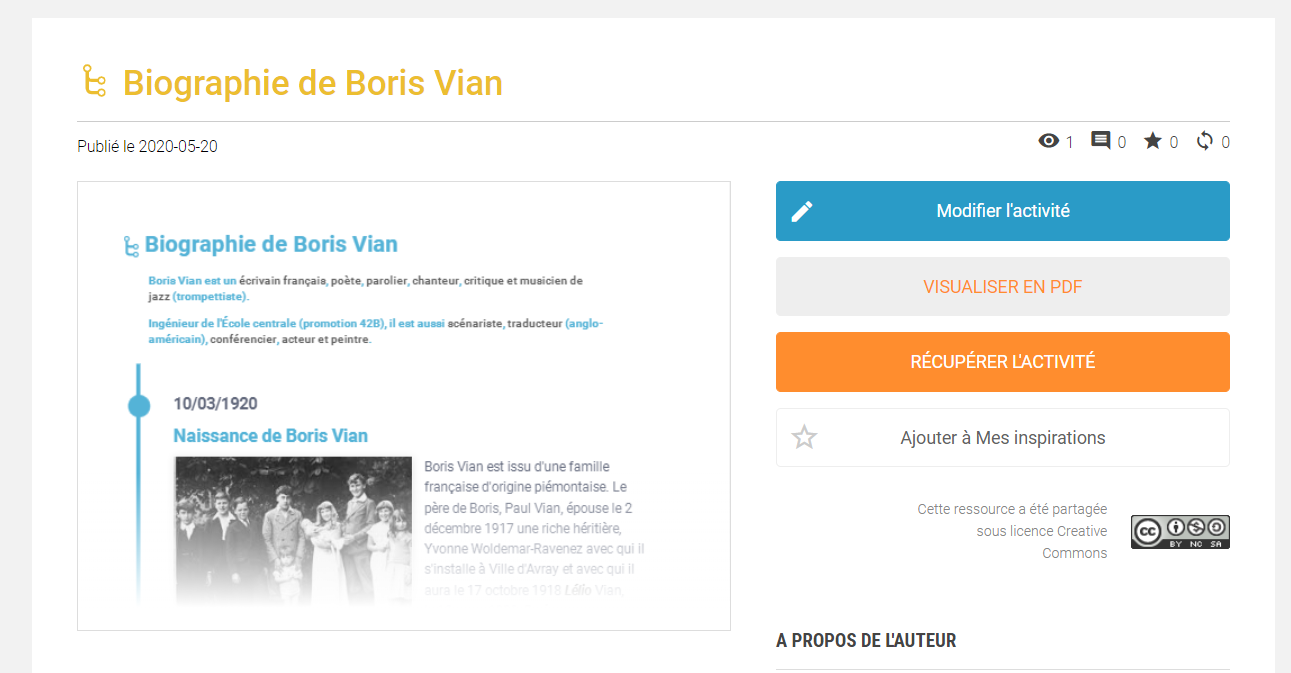 Biographie de Boris Vian
Publié le 2020-05-20
1 0 0 0
Biographie de Boris Vian
Boris Vian est un écrivain français, poète, parolier, chanteur, critique et musicien de
jazz (trompettiste).
Ingénieur de l'École centrale (promotion 42B), il est aussi scénariste, traducteur (anglo-
américain), conférencier, acteur et peintre.
10/03/1920
Naissance de Boris Vian
Boris Vian est issu d'une famille
française d'origine piémontaise. Le
père de Boris, Paul Vian, épouse le 2
décembre 1917 une riche héritière,
Yvonne Woldemar-Ravenez avec qui il
s'installe à Ville d'Avray et avec qui il
aura le 17 octobre 1918 Lélio Vian,
Modifier l'activité
VISUALISER EN PDF
RÉCUPÉRER L'ACTIVITÉ
Ajouter à Mes inspirations
Cette ressource a été partagée
sous licence Creative
Commons
cc
BY NC SA
A PROPOS DE L'AUTEUR